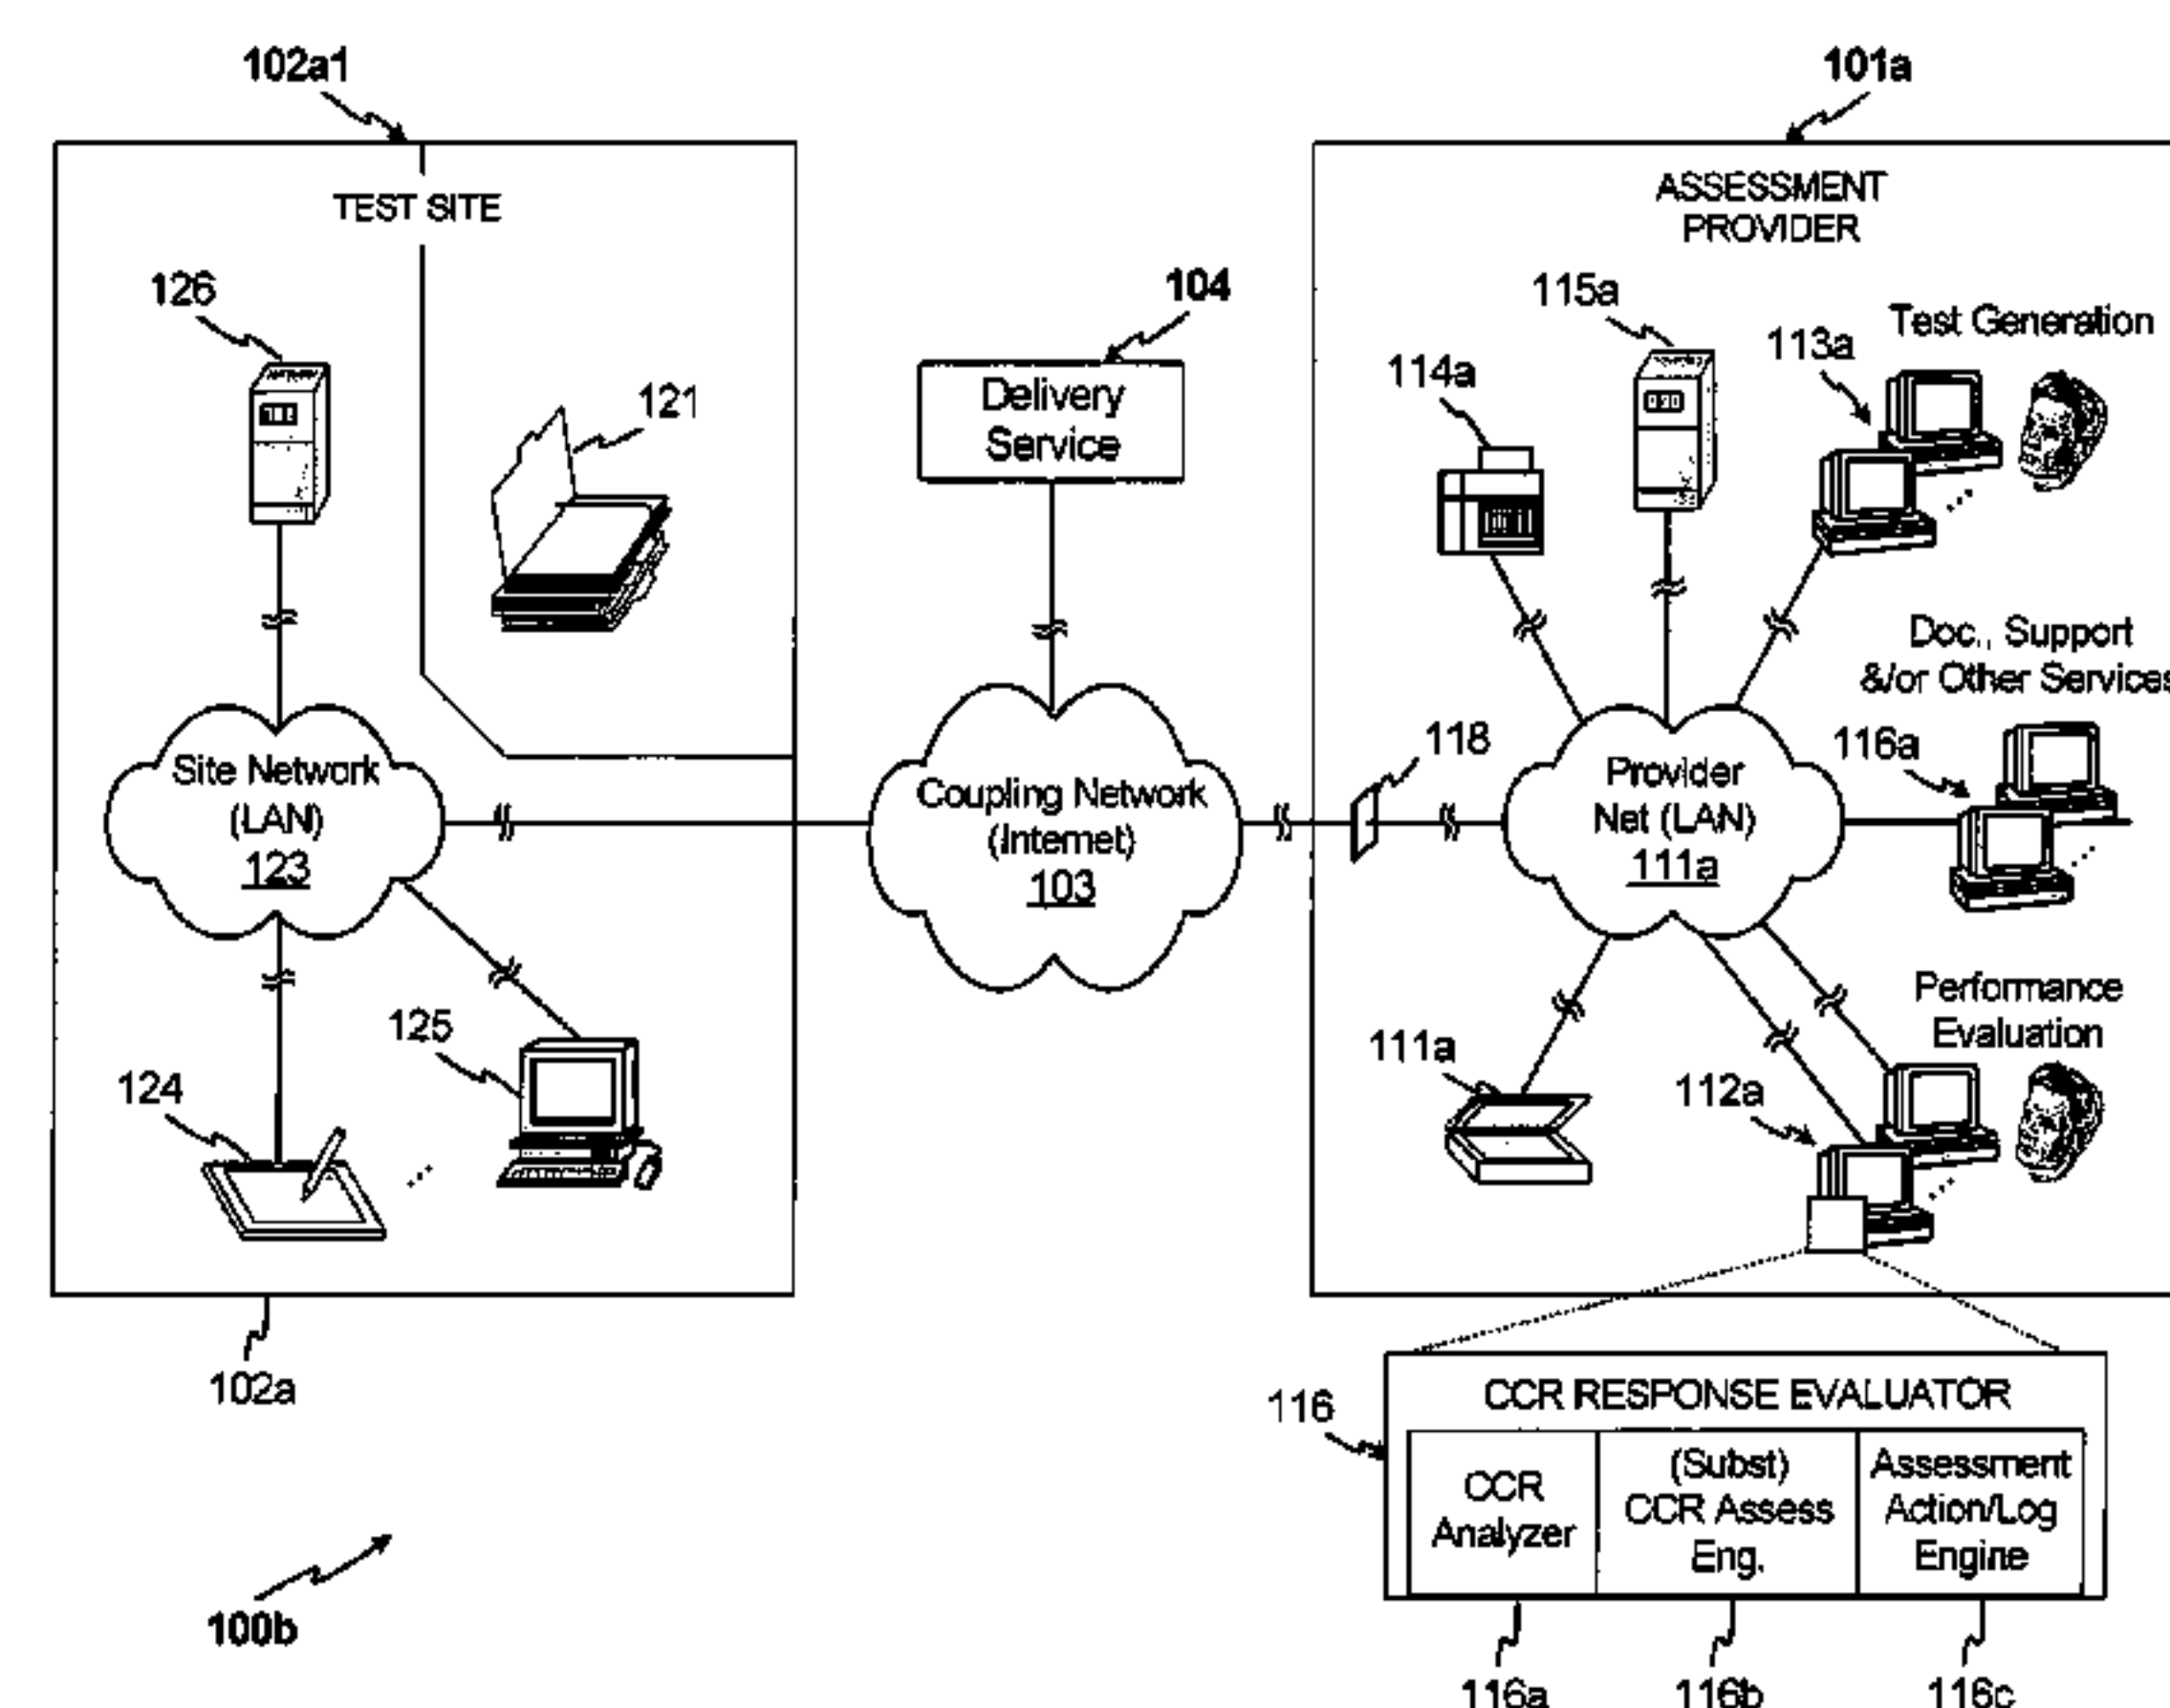 102a1
101a
TEST SITE
ASSESSMENT
PROVIDER
126
121
104
Delivery
Service
115a
114a
113a
Test Generation
Doc., Support
&/or Other Services
116a
118
Site Network
(LAN)
123
Coupling Network
(Internet)
103
Provider
Net (LAN)
111a
Performance
Evaluation
125
124
111a
112a
102a
116
CCR RESPONSE EVALUATOR
CCR
Analyzer
(Subst)
CCR Assess
Eng.
Assessment
Action/Log
Engine
100b
116a
116b
116c